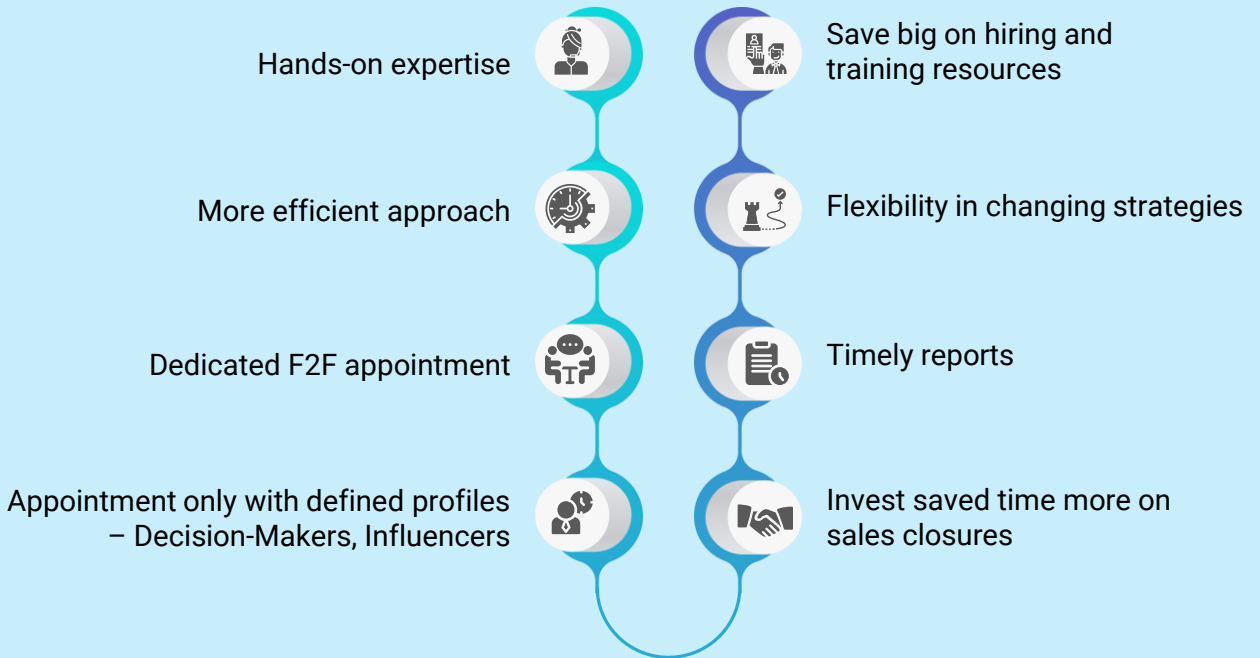 Hands-on expertise
More efficient approach
Dedicated F2F appointment
Appointment only with defined profiles
– Decision-Makers, Influencers
Save big on hiring and
training resources
Flexibility in changing strategies
Timely reports
Invest saved time more on
sales closures